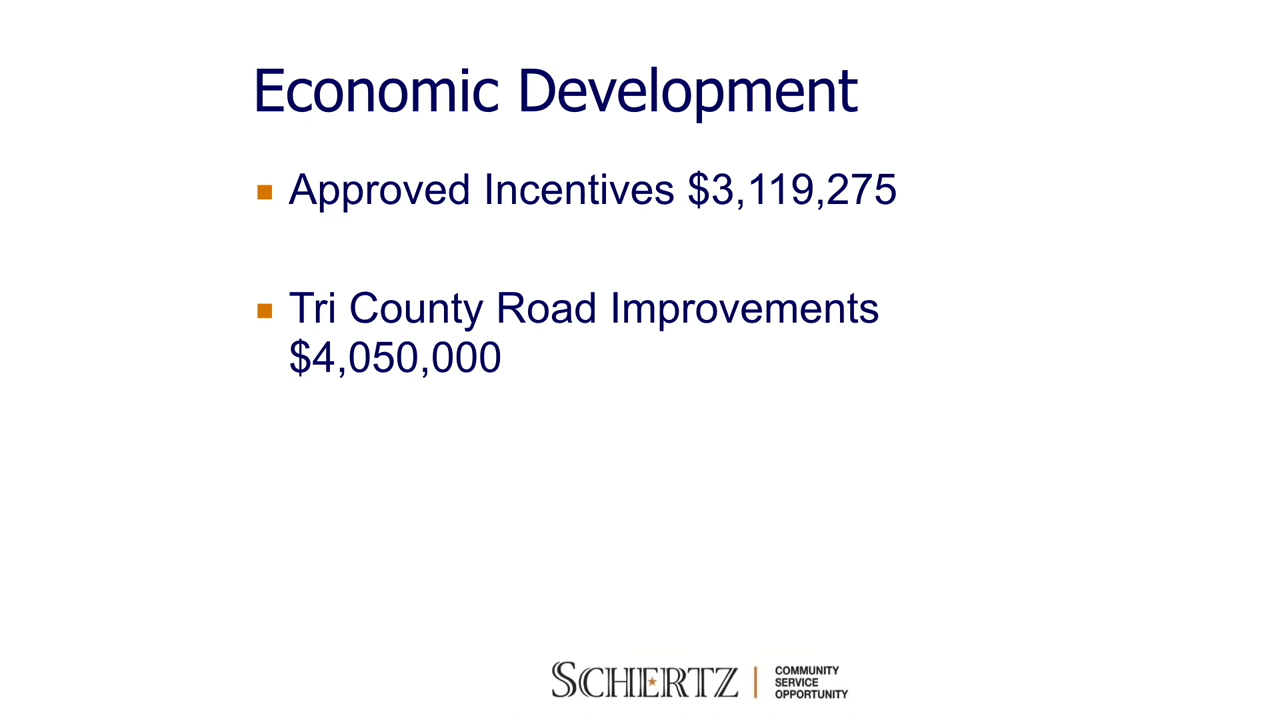 Economic Development
Approved Incentives $3,119,275
Tri County Road Improvements
$4,050,000
SCHERTZ
COMMUNITY
SERVICE
OPPORTUNITY